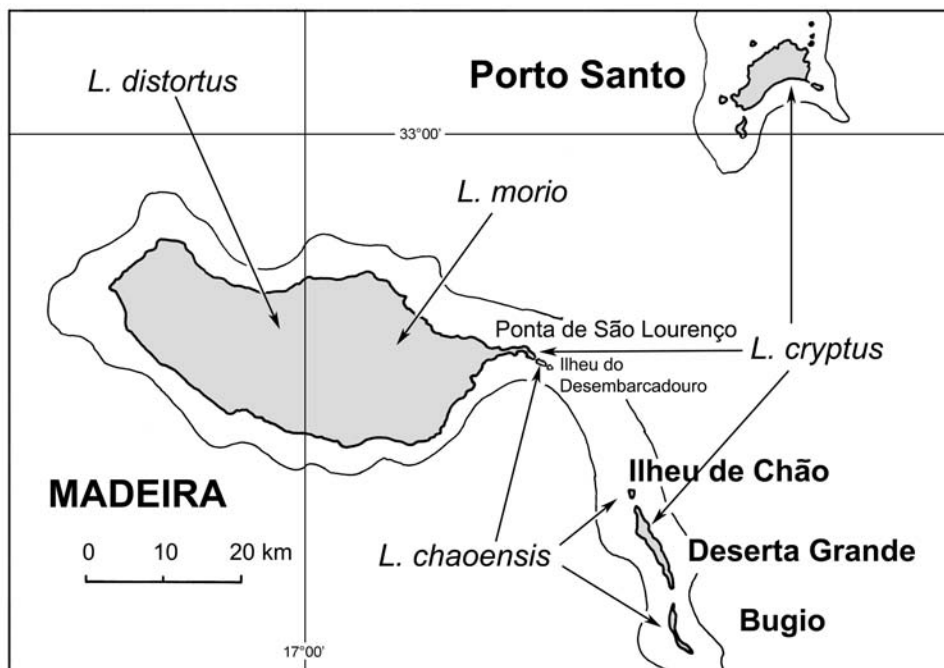 L. distortus
Porto Santo
33°00'
L. morio
Ponta de São Lourenço
L. cryptus
Ilheu do
Desembarcadouro
MADEIRA
Ilheu de Chão
0 10 20 km
L. chaoensis
Deserta Grande
Bugio
17°00'